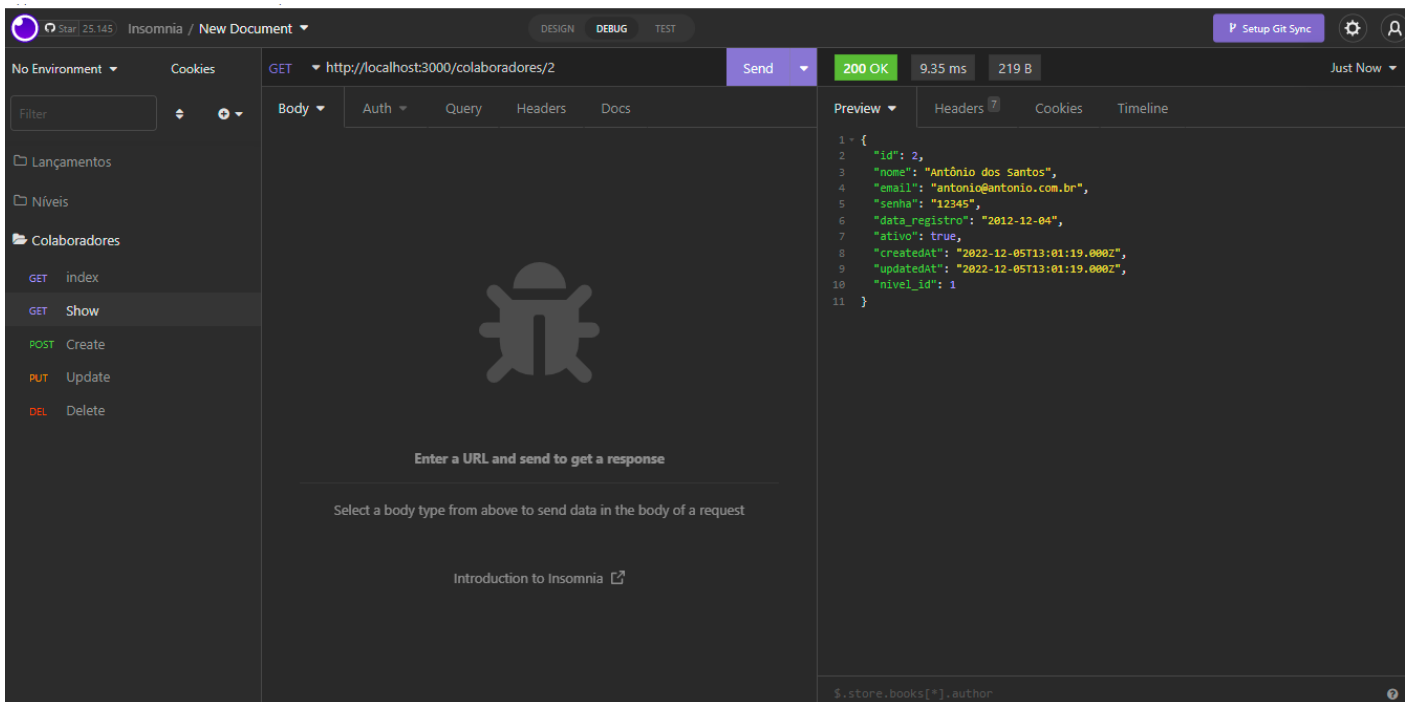 Star 25.145 Insomnia / New Document DESIGN DEBUG TEST Setup Git Sync
No Environment Cookies
GET http://localhost:3000/colaboradores/2 Send
200 OK 9.35 ms 219 B Just Now
Filter
Body Auth Query Headers Docs
Preview Headers 7 Cookies Timeline
Lançamentos
Níveis
Colaboradores
GET index
GET Show
POST Create
PUT Update
DEL Delete
Enter a URL and send to get a response
Select a body type from above to send data in the body of a request
Introduction to Insomnia
1 {
2 "id": 2,
3 "nome": "Antônio dos Santos",
4 "email": "antonio@antonio.com.br",
5 "senha": "12345",
6 "data_registro": "2012-12-04",
7 "ativo": true,
8 "createdAt": "2022-12-05T13:01:19.000Z",
9 "updatedAt": "2022-12-05T13:01:19.000Z",
10 "nivel_id": 1
11 }
$.store.books[*].author